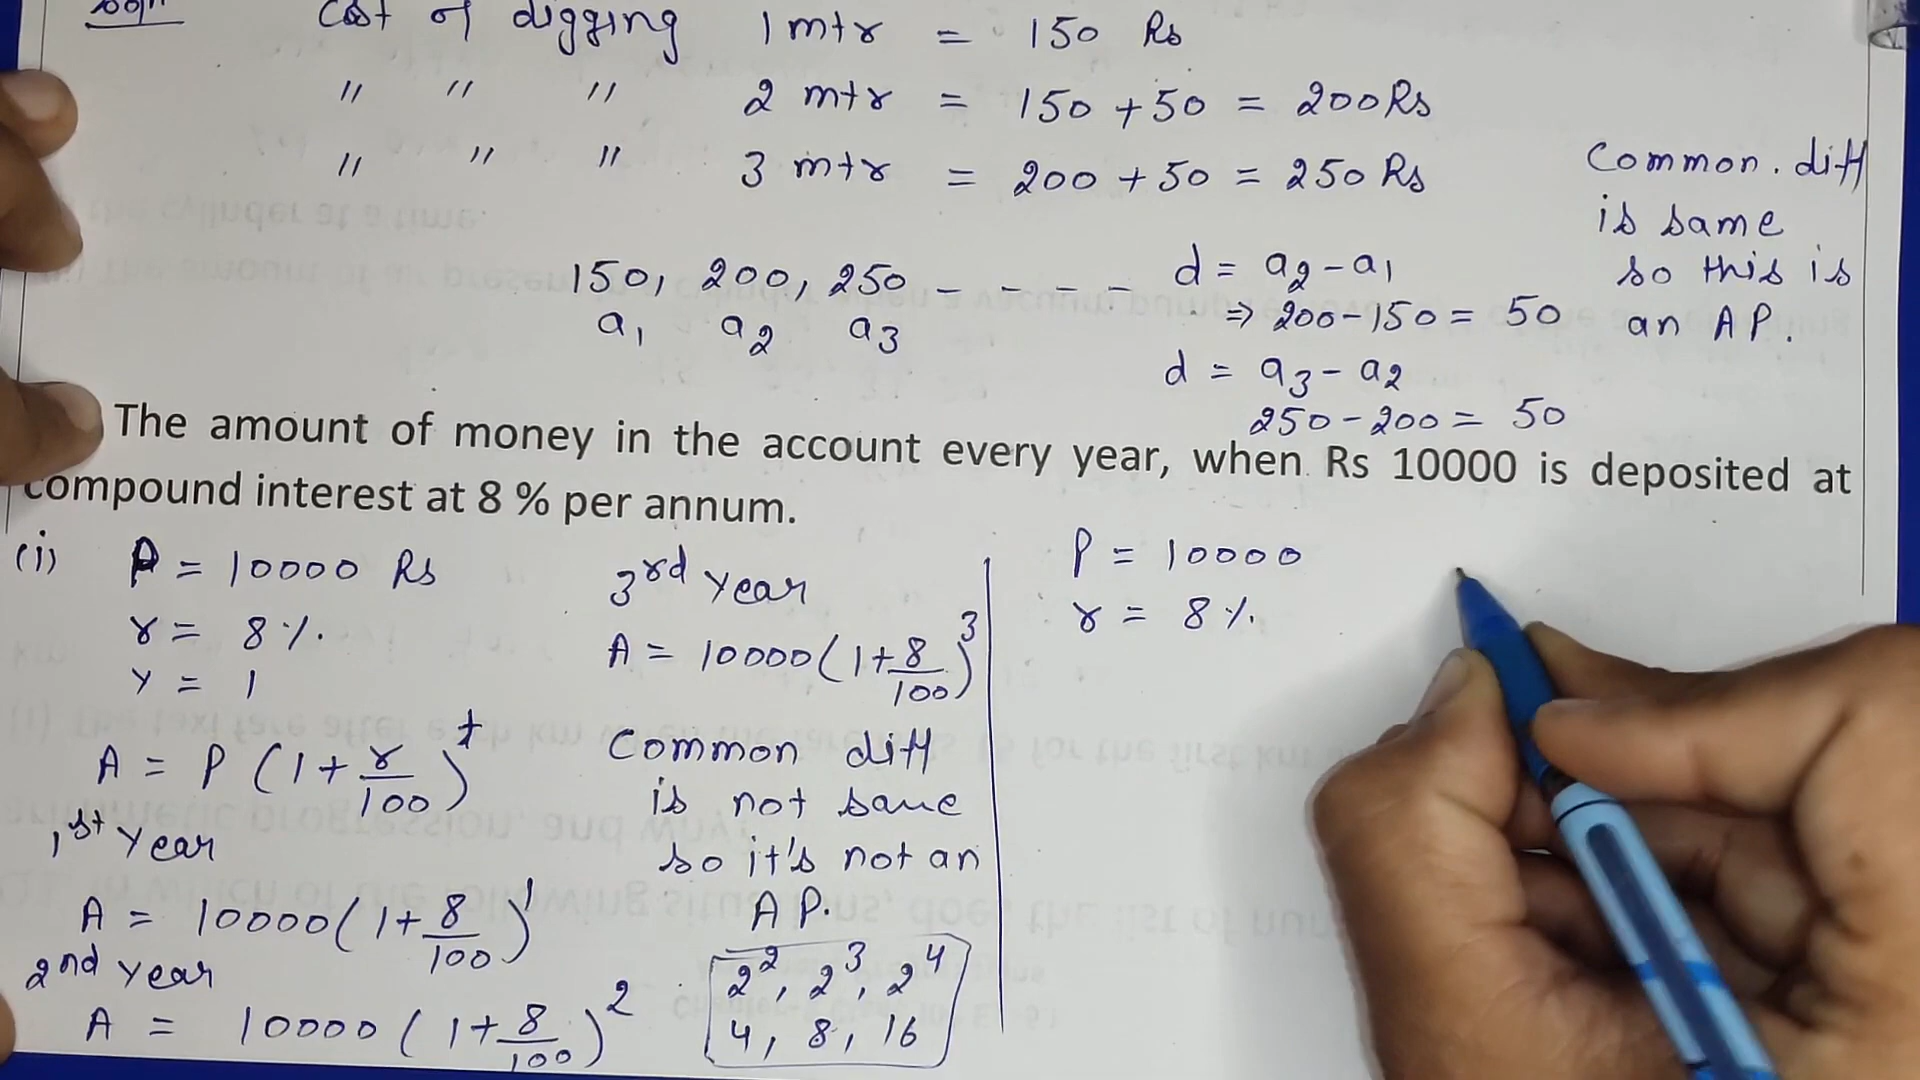 Soln
Cost of digging 1 mtr = 150 Rs
" " " 2 mtr = 150 + 50 = 200 Rs
" " " 3 mtr = 200 + 50 = 250 Rs
Common. diff
is same
so this is
an AP.
150, 200, 250 - - - -
a1 a2 a3
d = a2 - a1
⇒ 200 - 150 = 50
d = a3 - a2
250 - 200 = 50
The amount of money in the account every year, when Rs 10000 is deposited at
compound interest at 8 % per annum.
(i) P = 10000 Rs
r = 8 %.
Y = 1
A = P (1 + r/100)^t
1st Year
A = 10000 (1 + 8/100)^1
2nd Year
A = 10000 (1 + 8/100)^2
3rd Year
A = 10000 (1 + 8/100)^3
Common diff
is not same
so it's not an
AP.
2^2, 2^3, 2^4
4, 8, 16
P = 10000
r = 8 %.